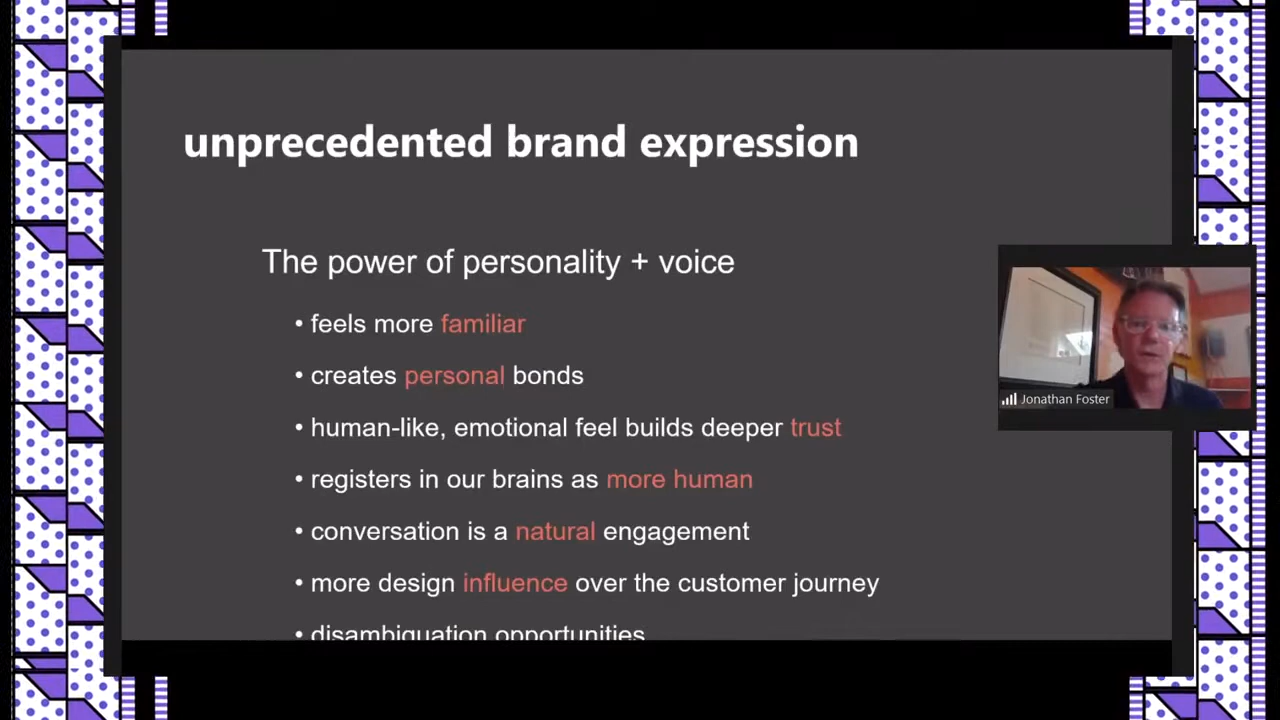 unprecedented brand expression
The power of personality + voice
• feels more familiar
• creates personal bonds
• human-like, emotional feel builds deeper trust
• registers in our brains as more human
• conversation is a natural engagement
• more design influence over the customer journey
• disambiguation opportunities
Jonathan Foster